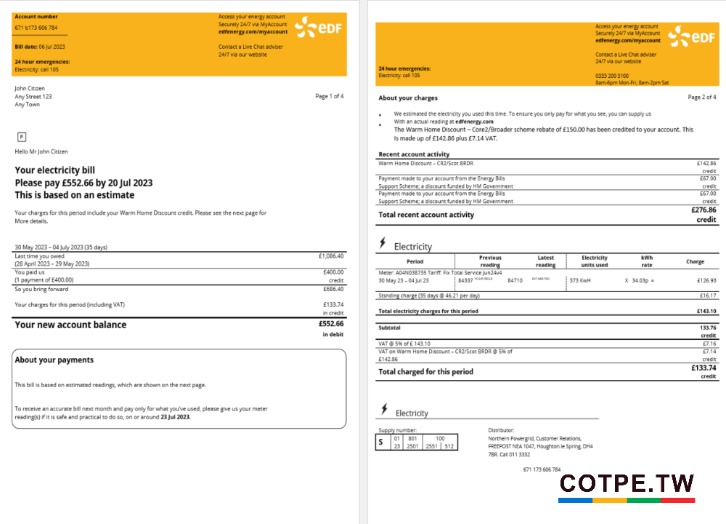 Account number
671 b173 606 784
Bill date: 06 Jul 2023
24 hour emergencies:
Electricity: call 105
Access your energy account
Securely 24/7 via MyAccount
edfenergy.com/myaccount
Contact a Live Chat adviser
24/7 via our website
eDF
John Citizen
Any Street 123
Any Town
Page 1 of 4
F
Hello Mr John Citizen
Your electricity bill
Please pay £552.66 by 20 Jul 2023
This is based on an estimate
Your charges for this period include your Warm Home Discount credit. Please see the next page for
More details.
30 May 2023 – 04 July 2023 (35 days)
Last time you owed £1,086.40
(28 April 2023 – 29 May 2023)
You paid us £400.00
(1 payment of £400.00) credit
So you bring forward £686.40
Your charges for this period (including VAT) £133.74
in credit
Your new account balance £552.66
in debit
About your payments
This bill is based on estimated readings, which are shown on the next page.
To receive an accurate bill next month and pay only for what you've used, please give us your meter
reading(s) if it is safe and practical to do so, on or around 23 Jul 2023.
24 hour emergencies:
Electricity: call 105
Access your energy account
Securely 24/7 via MyAccount
edfenergy.com/myaccount
Contact a Live Chat adviser
24/7 via our website
0333 200 5100
8am-6pm Mon-Fri, 8am-2pm Sat
eDF
About your charges
Page 2 of 4
We estimated the electricity you used this time. To ensure you only pay for what you see, you can supply us
With an actual reading at edfenergy.com
The Warm Home Discount – Core2/Broader scheme rebate of £150.00 has been credited to your account. This
Is made up of £142.86 plus £7.14 VAT.
Recent account activity
Warm Home Discount – CR2/Scot BRDR £142.86
credit
Payment made to your account from the Energy Bills £67.00
Support Scheme; a discount funded by HM Government credit
Payment made to your account from the Energy Bills £67.00
Support Scheme; a discount funded by HM Government credit
Total recent account activity £276.86
credit
Electricity
Period Previous reading Latest reading Electricity units used kWh rate Charge
Meter: A04N038735 Tariff: Fix Total Service Jun24v4
30 May 23 – 04 Jul 23 84337 84710 373 KwH X 34.03p = £126.93
Standing charge (35 days @ 46.21 per day) £16.17
Total electricity charges for this period £143.10
Subtotal 133.76
credit
VAT @ 5% of £ 143.10 £7.16
VAT on Warm Home Discount – CR2/Scot BRDR @ 5% of £7.14
£142.86 credit
Total charged for this period £133.74
credit
Electricity
Supply number:
S 01 801 100
23 2501 2551 512
Distributor:
Northern Powergrid, Customer Relations,
FREEPOST NEA 1047, Houghton le Spring, DH4
7BR. Call 011 3332
671 173 606 784
COTPE.TW